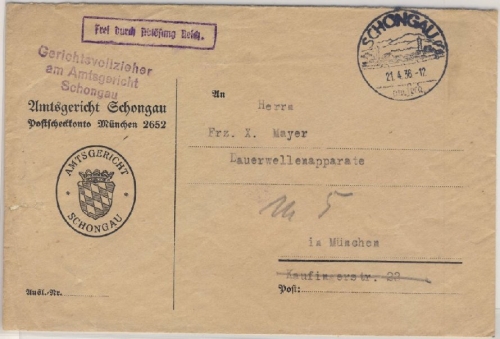 Frei durch Ablösung Reich.
Gerichtsvollzieher
am Amtsgericht
Schongau
Amtsgericht Schongau
Postscheckkonto München 2652
AMTSGERICHT
SCHONGAU
Ausl.-Nr.
SCHONGAU
21.4.36-12
An
Herrn
Frz. X. Mayer
Dauerwellenapparate
M 5
in München
Kaufingerstr. 22
Post: